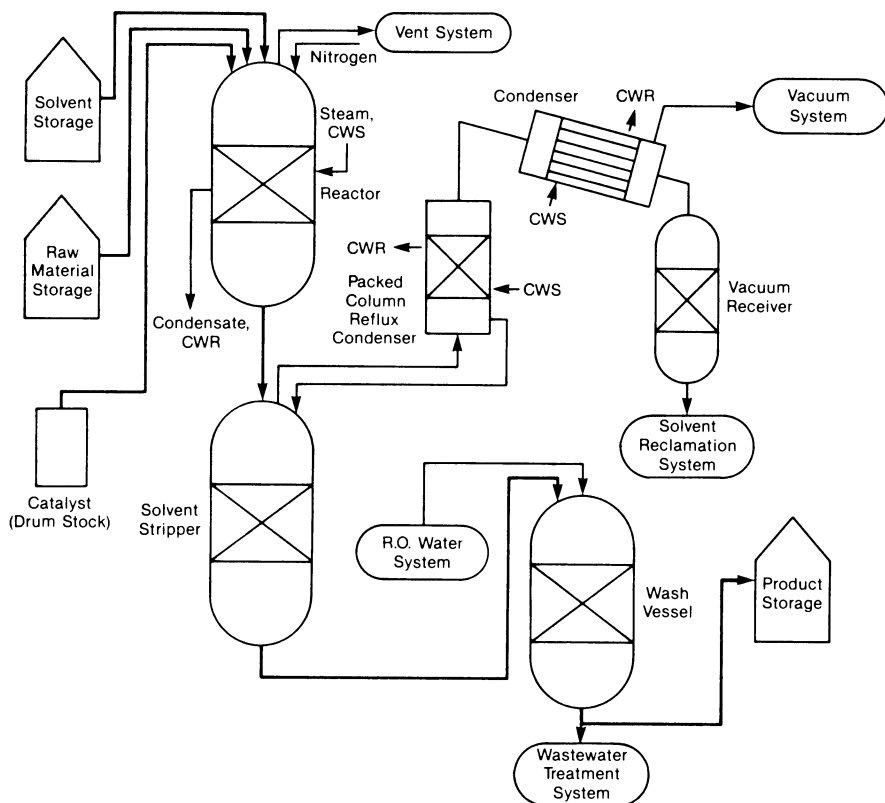 Vent System
Nitrogen
Solvent
Storage
Steam,
CWS
Reactor
Raw
Material
Storage
Condensate,
CWR
Catalyst
(Drum Stock)
Condenser
CWR
CWS
Vacuum
System
CWR
CWS
Packed
Column
Reflux
Condenser
Vacuum
Receiver
Solvent
Reclamation
System
Solvent
Stripper
R.O. Water
System
Wash
Vessel
Product
Storage
Wastewater
Treatment
System